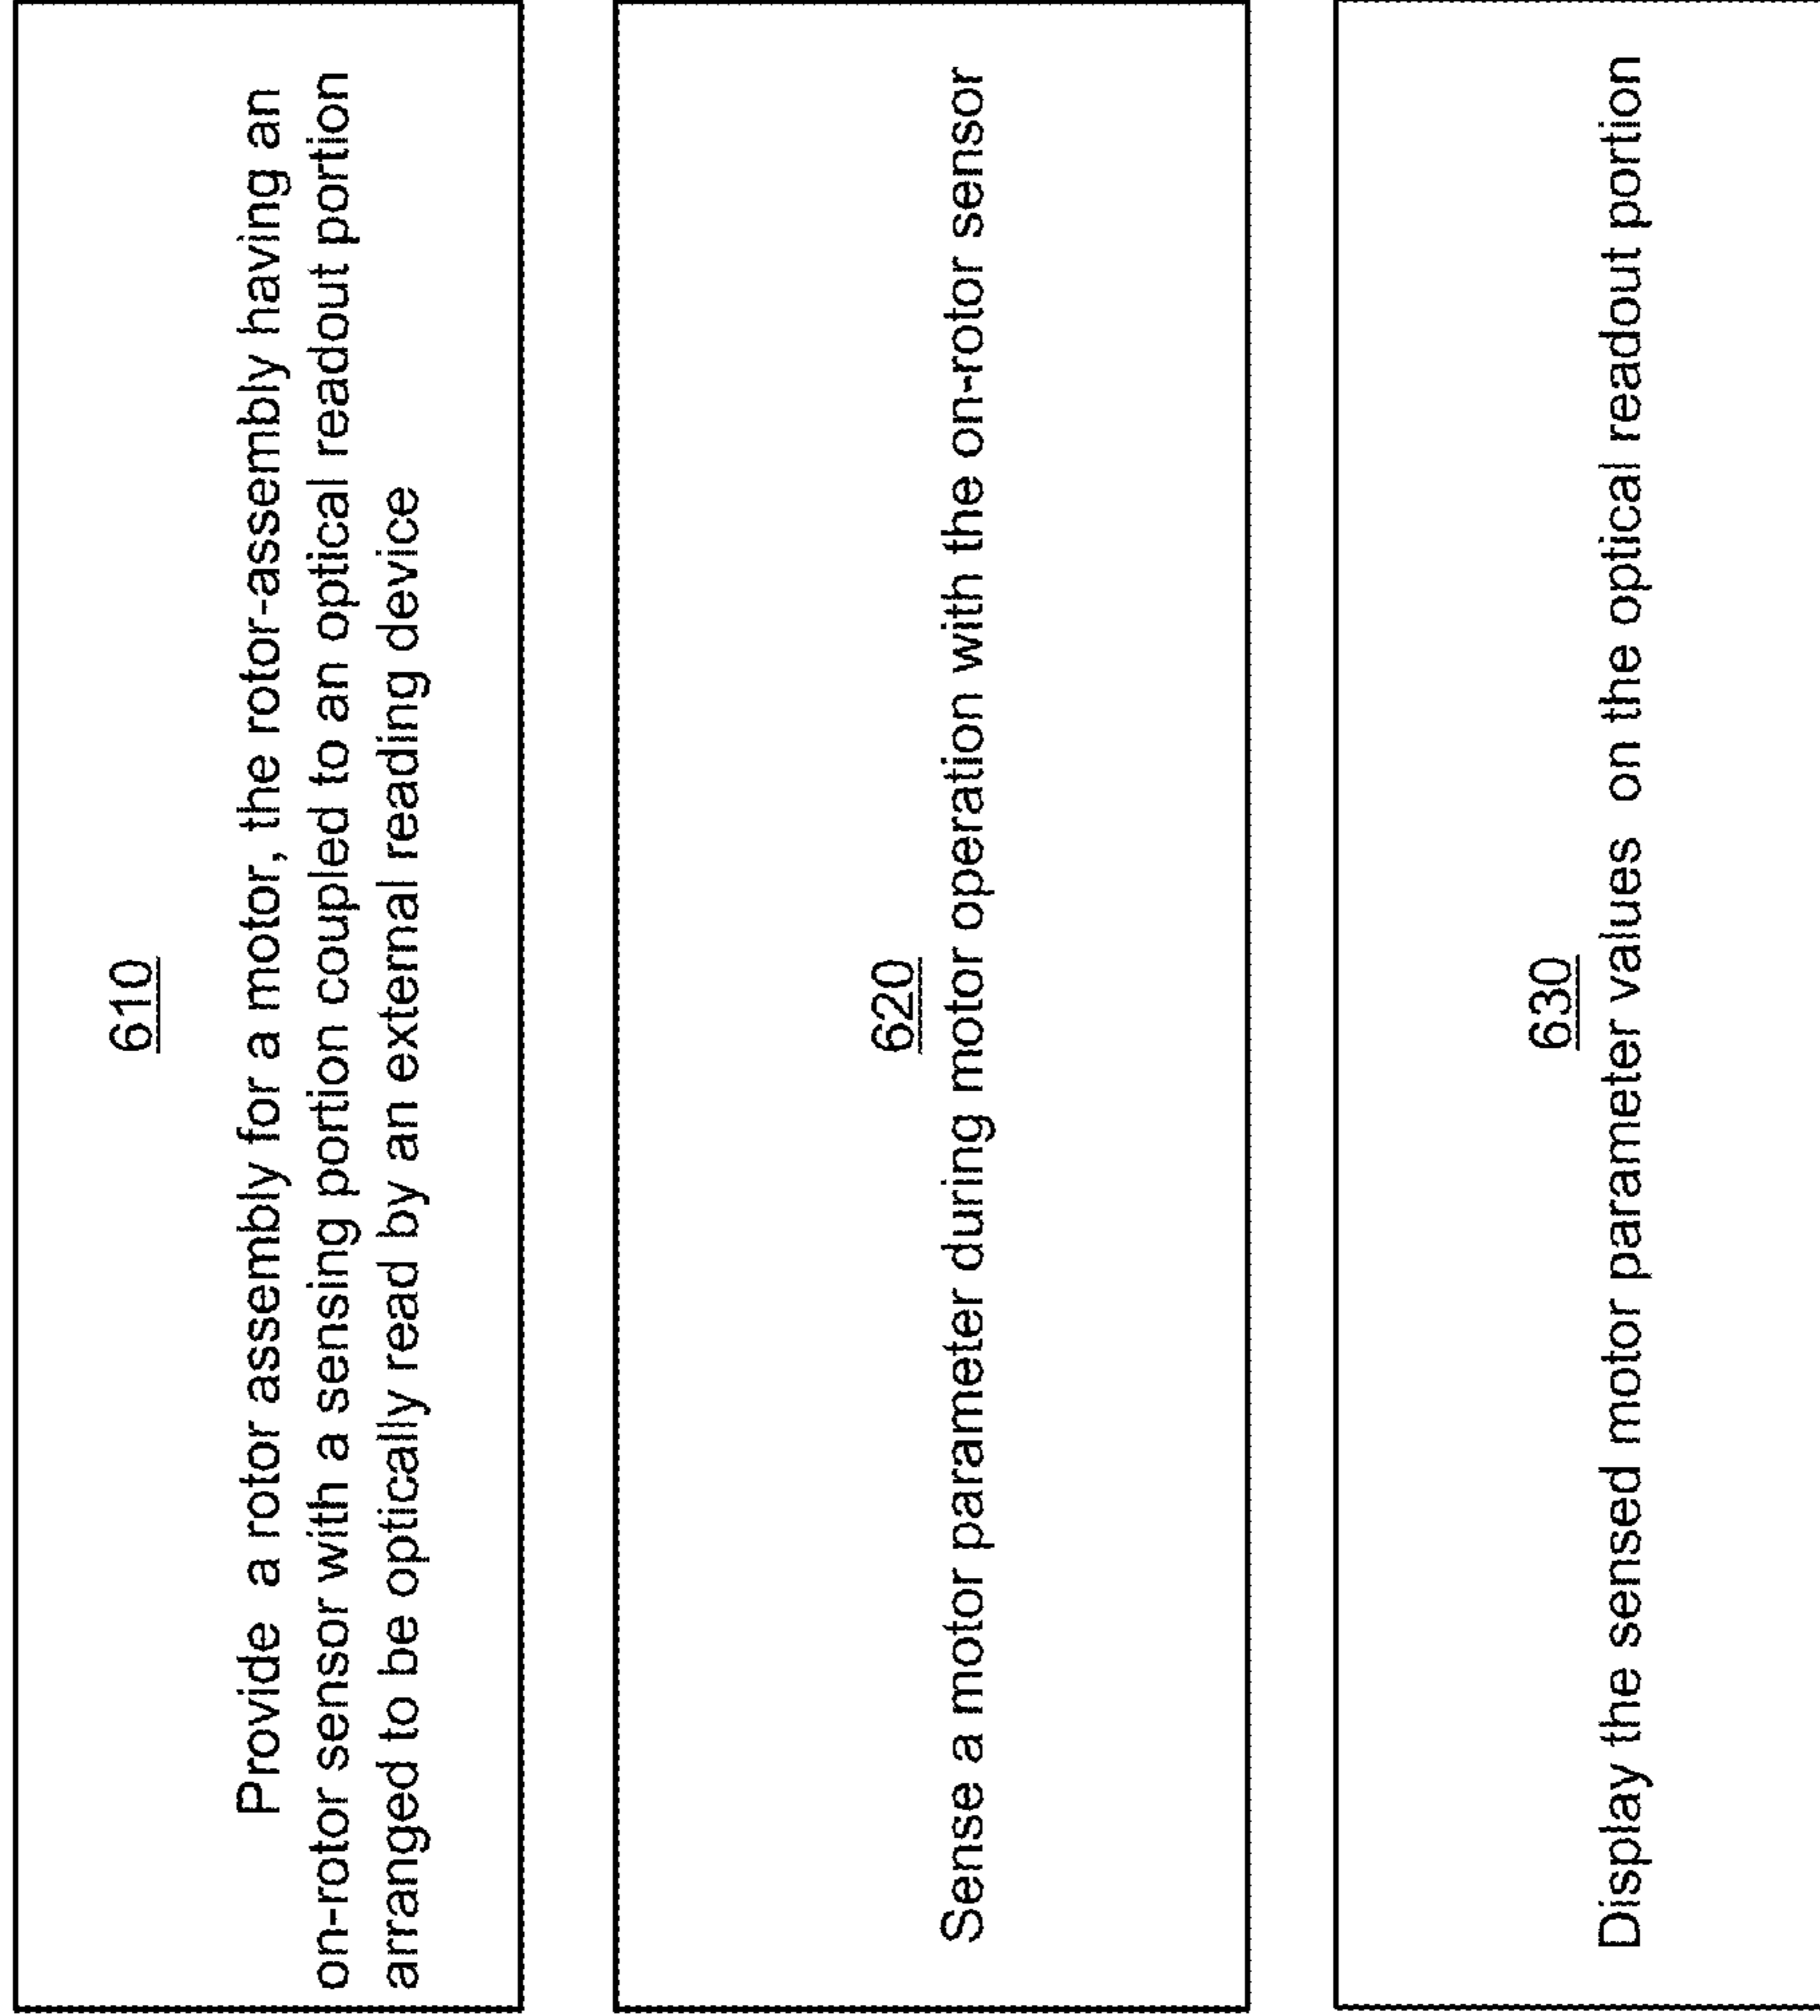 610
Provide a rotor assembly for a motor, the rotor-assembly having an
on-rotor sensor with a sensing portion coupled to an optical readout portion
arranged to be optically read by an external reading device
620
Sense a motor parameter during motor operation with the on-rotor sensor
630
Display the sensed motor parameter values on the optical readout portion